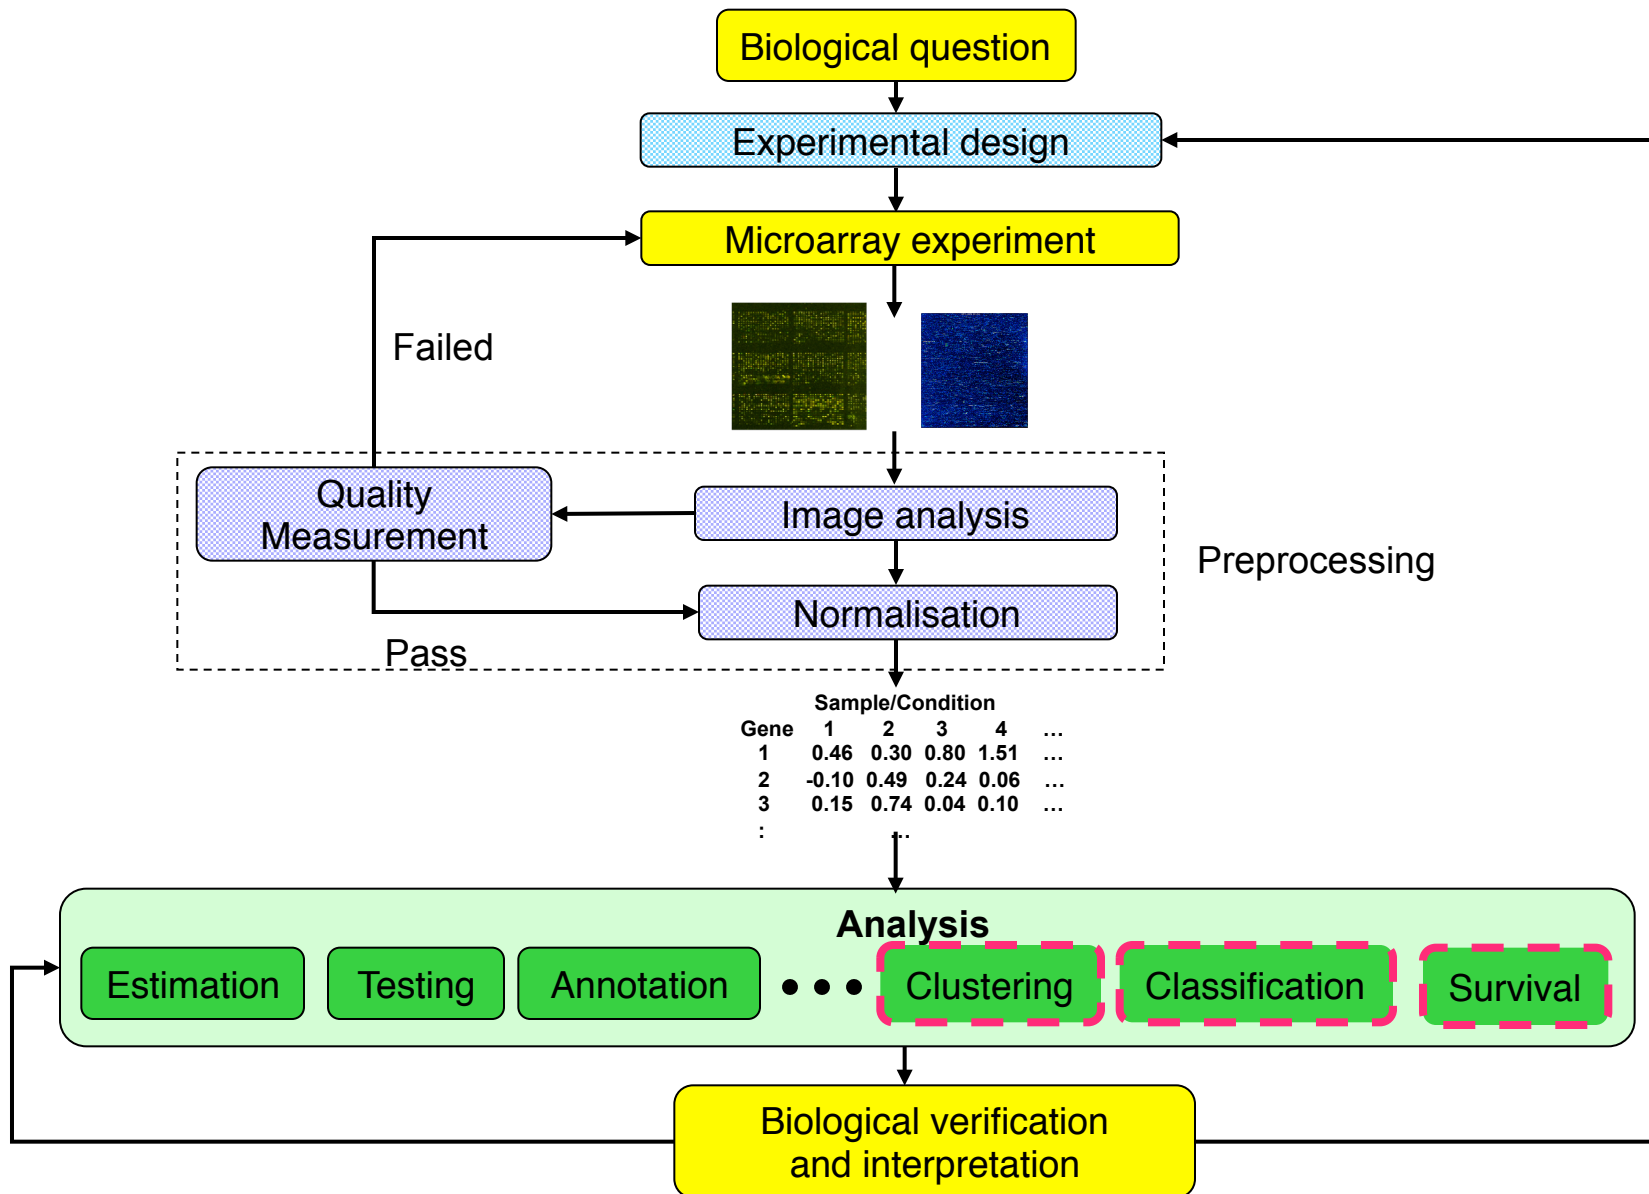 Biological question
Experimental design
Microarray experiment
Failed
Quality
Measurement
Image analysis
Preprocessing
Normalisation
Pass
Sample/Condition
Gene 1 2 3 4 …
1 0.46 0.30 0.80 1.51 …
2 -0.10 0.49 0.24 0.06 …
3 0.15 0.74 0.04 0.10 …
: …
Analysis
Estimation Testing Annotation • • • Clustering Classification Survival
Biological verification
and interpretation